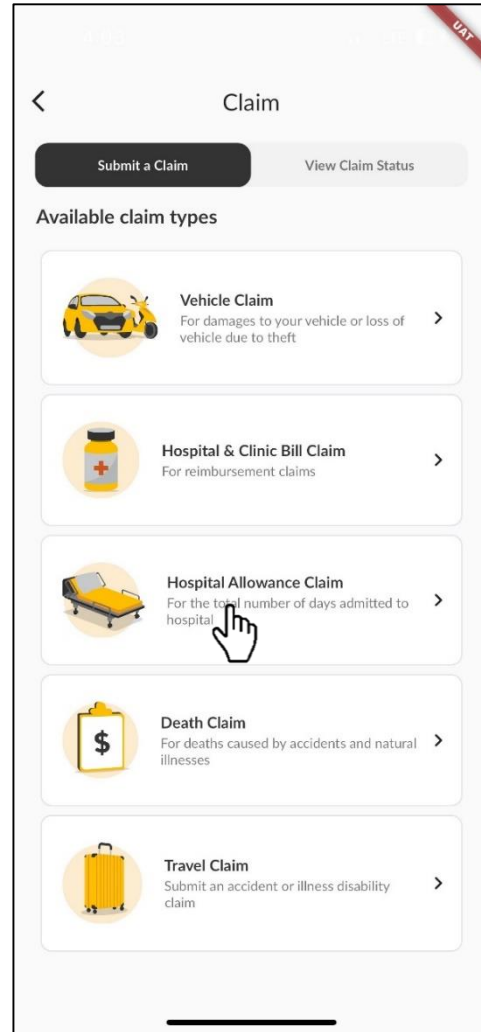 UAT
Claim
Submit a Claim
View Claim Status
Available claim types
Vehicle Claim
For damages to your vehicle or loss of
vehicle due to theft
Hospital & Clinic Bill Claim
For reimbursement claims
Hospital Allowance Claim
For the total number of days admitted to
hospital
$
Death Claim
For deaths caused by accidents and natural
illnesses
Travel Claim
Submit an accident or illness disability
claim